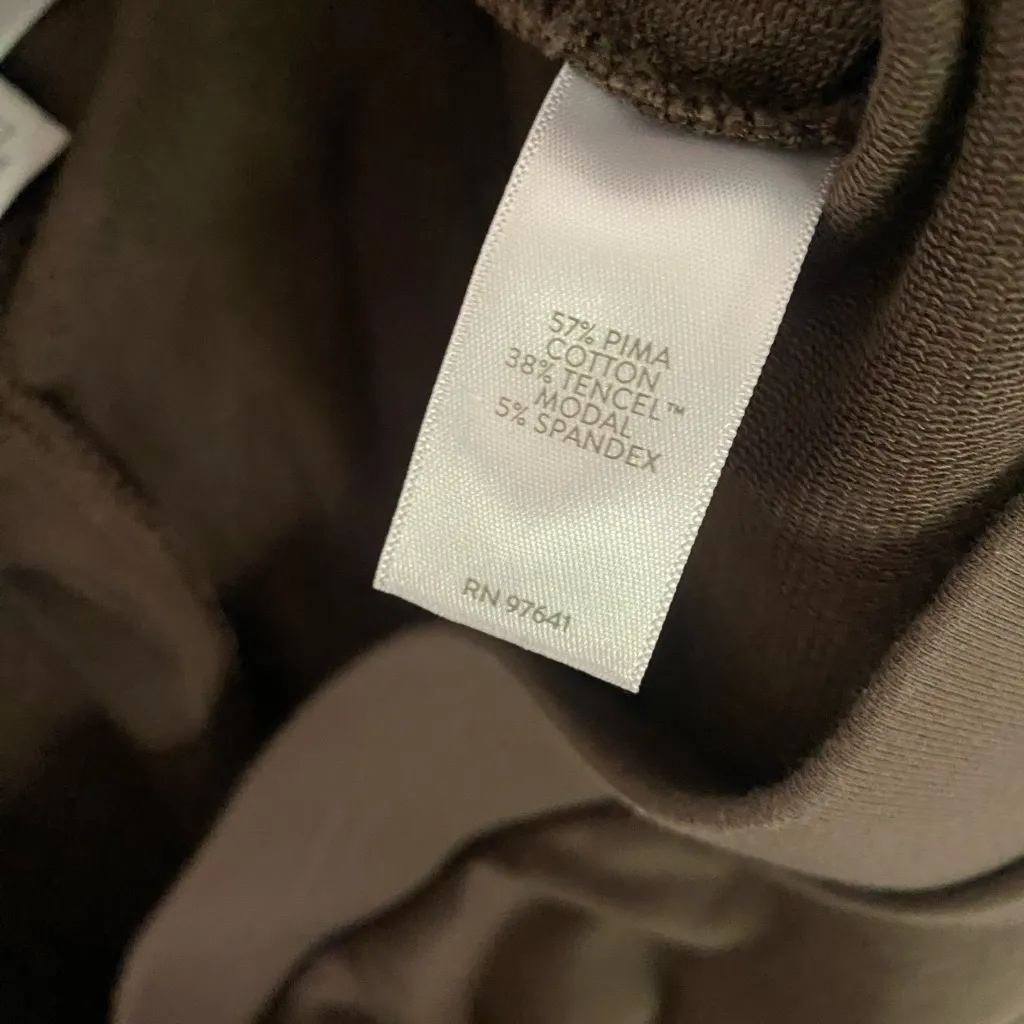 57% PIMA
COTTON
38% TENCEL™
MODAL
5% SPANDEX
RN 97641